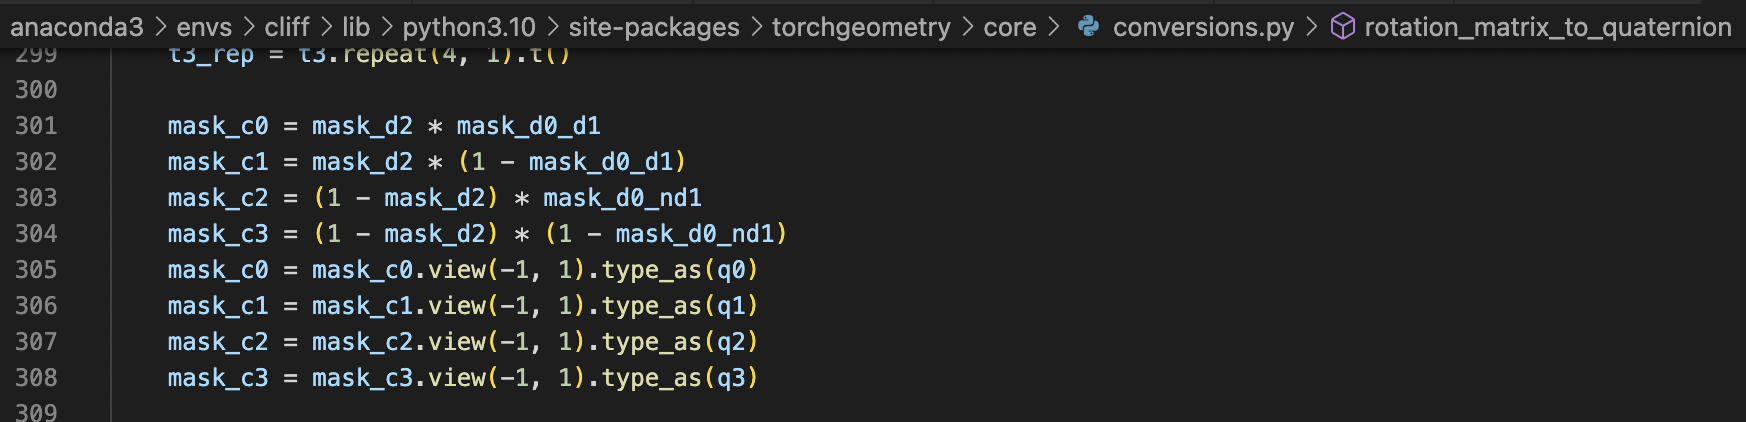 anaconda3 > envs > cliff > lib > python3.10 > site-packages > torchgeometry > core > conversions.py > rotation_matrix_to_quaternion
299 t3_rep = t3.repeat(4, 1).t()
300
301 mask_c0 = mask_d2 * mask_d0_d1
302 mask_c1 = mask_d2 * (1 - mask_d0_d1)
303 mask_c2 = (1 - mask_d2) * mask_d0_nd1
304 mask_c3 = (1 - mask_d2) * (1 - mask_d0_nd1)
305 mask_c0 = mask_c0.view(-1, 1).type_as(q0)
306 mask_c1 = mask_c1.view(-1, 1).type_as(q1)
307 mask_c2 = mask_c2.view(-1, 1).type_as(q2)
308 mask_c3 = mask_c3.view(-1, 1).type_as(q3)
309